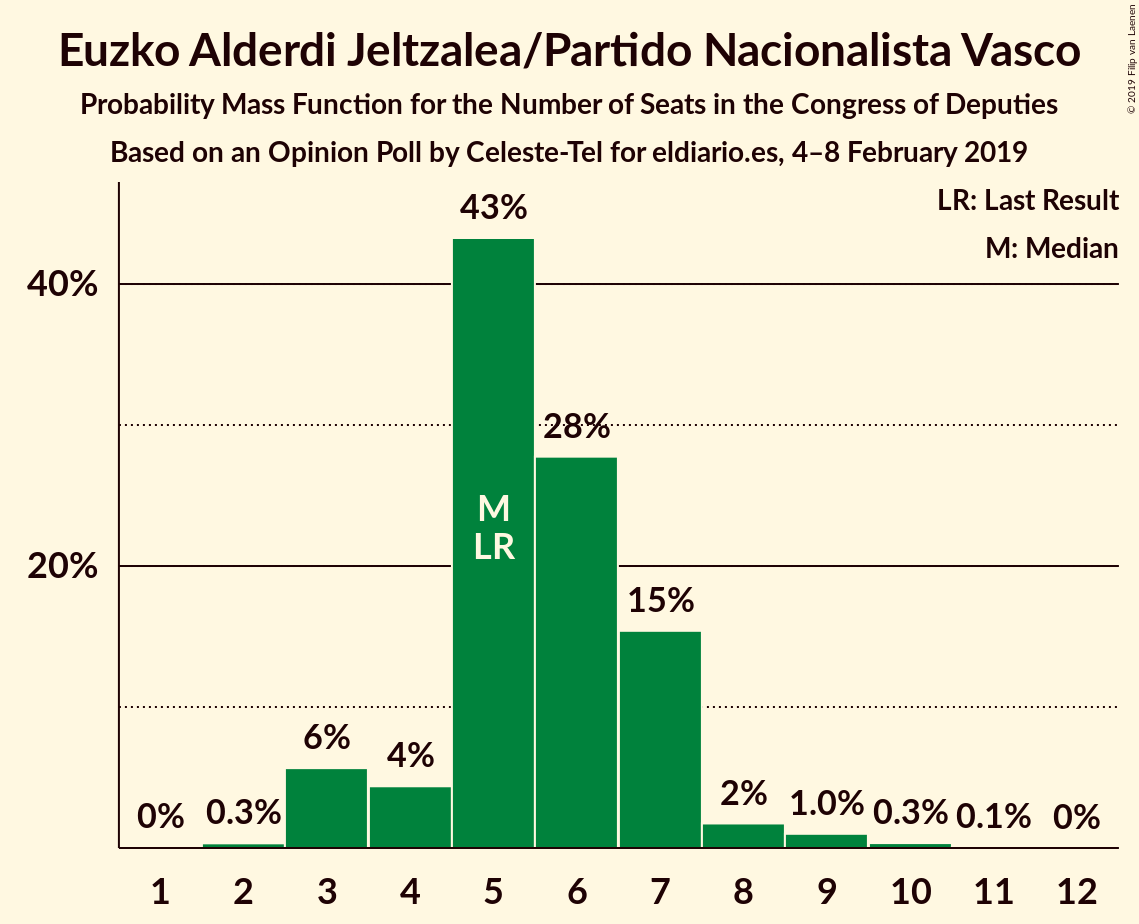 Euzko Alderdi Jeltzalea/Partido Nacionalista Vasco
Probability Mass Function for the Number of Seats in the Congress of Deputies
Based on an Opinion Poll by Celeste-Tel for eldiario.es, 4–8 February 2019
© 2019 Filip van Laenen
LR: Last Result
M: Median
43%
40%
28%
M
LR
20%
15%
6%
4%
2%
1.0%
0%
0.3%
0.3%
0.1%
0%
1 2 3 4 5 6 7 8 9 10 11 12